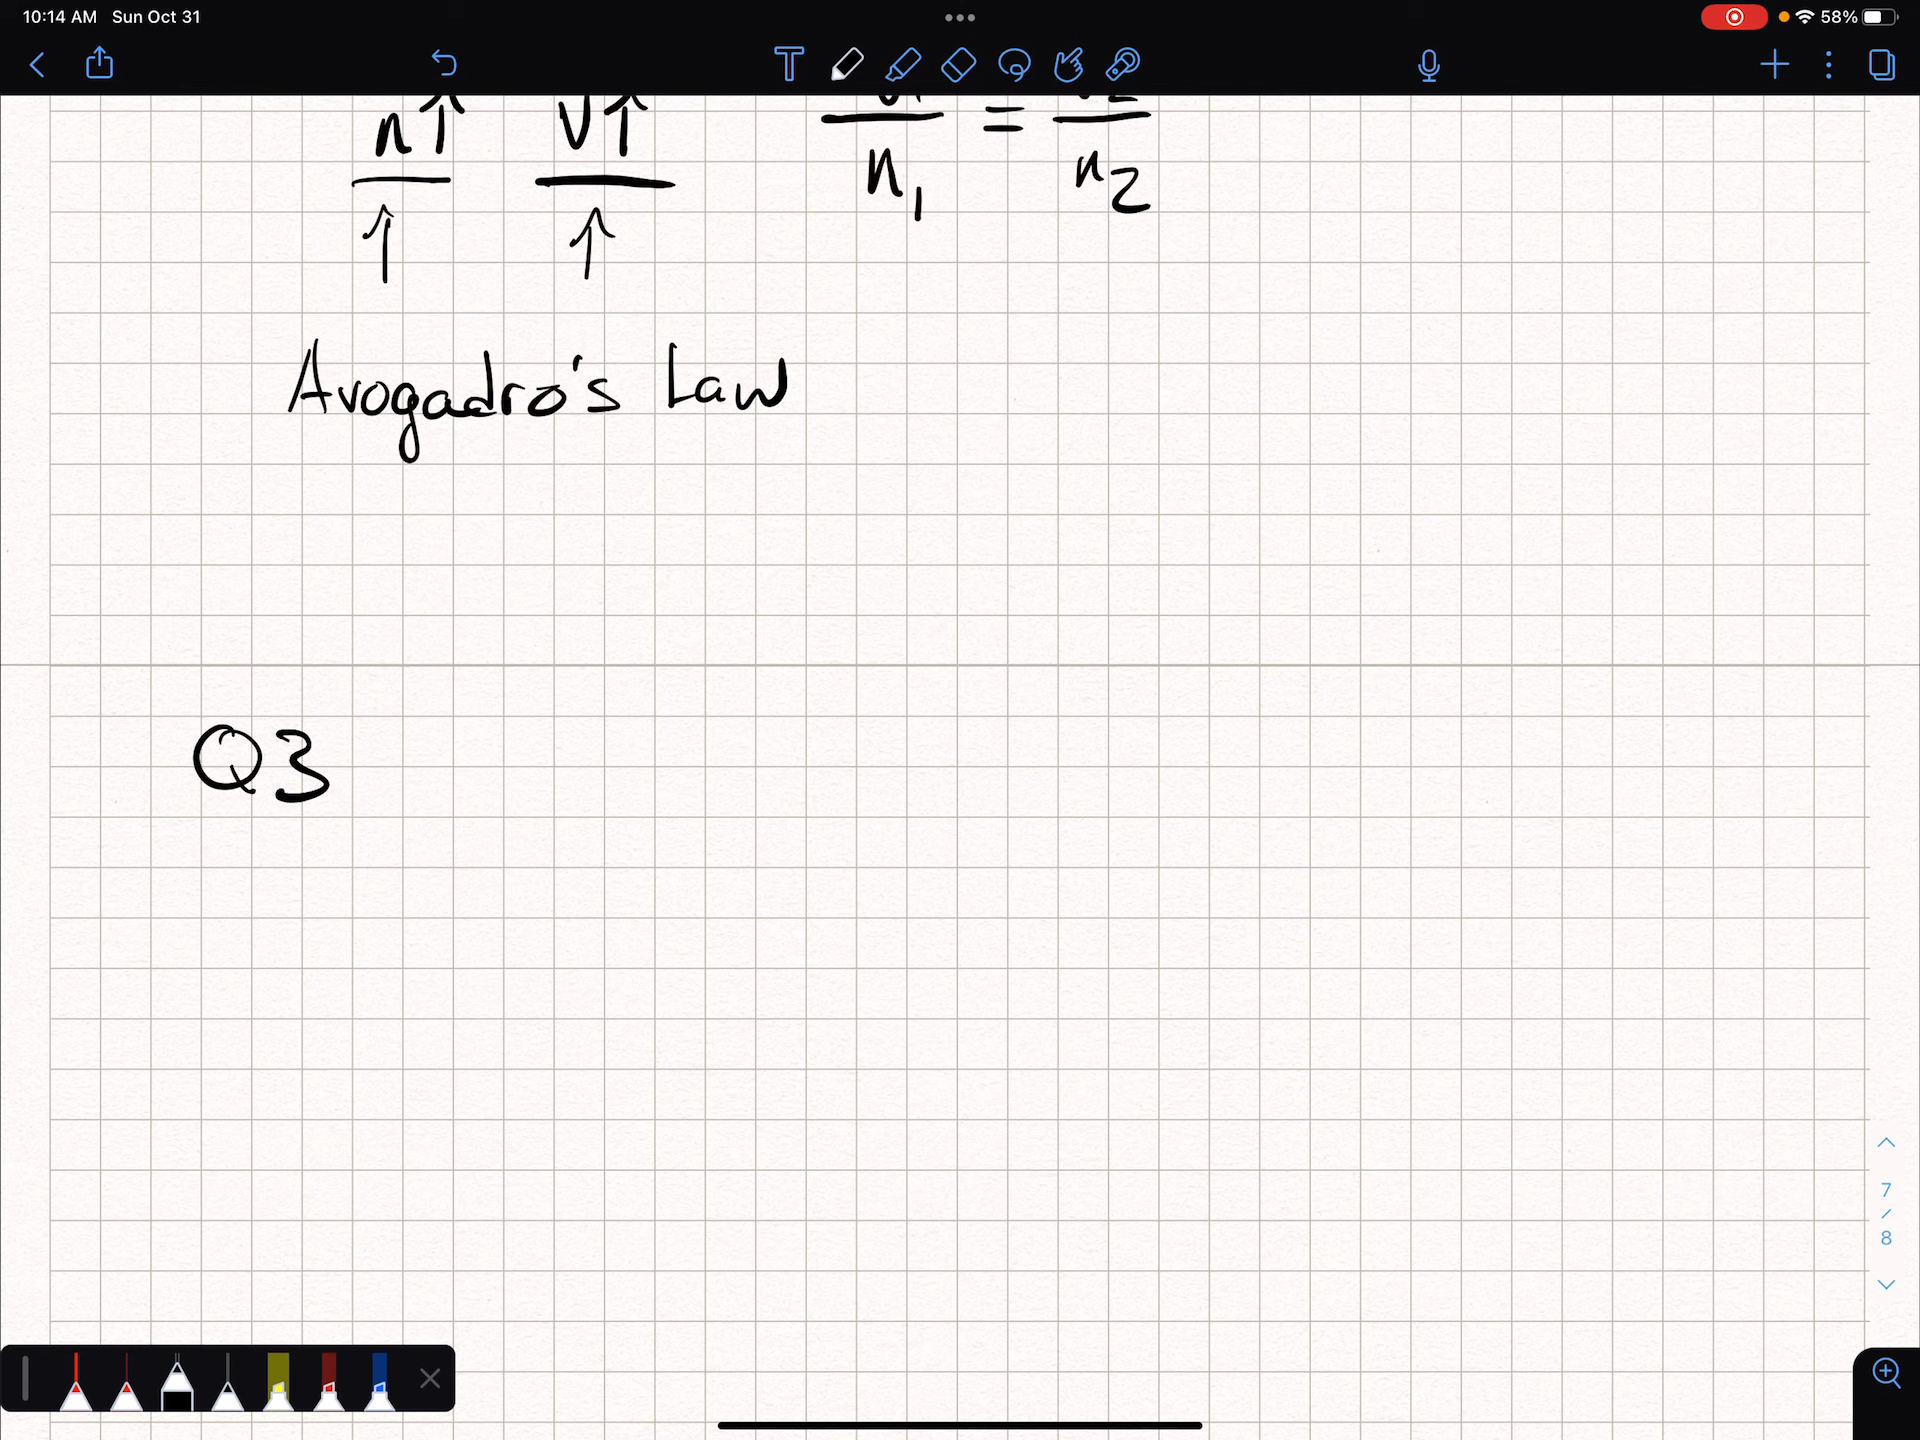 10:14 AM Sun Oct 31
58%
n↑ V↑ =
n₁ n₂
↑ ↑
Avogadro's Law
Q3
7
/
8